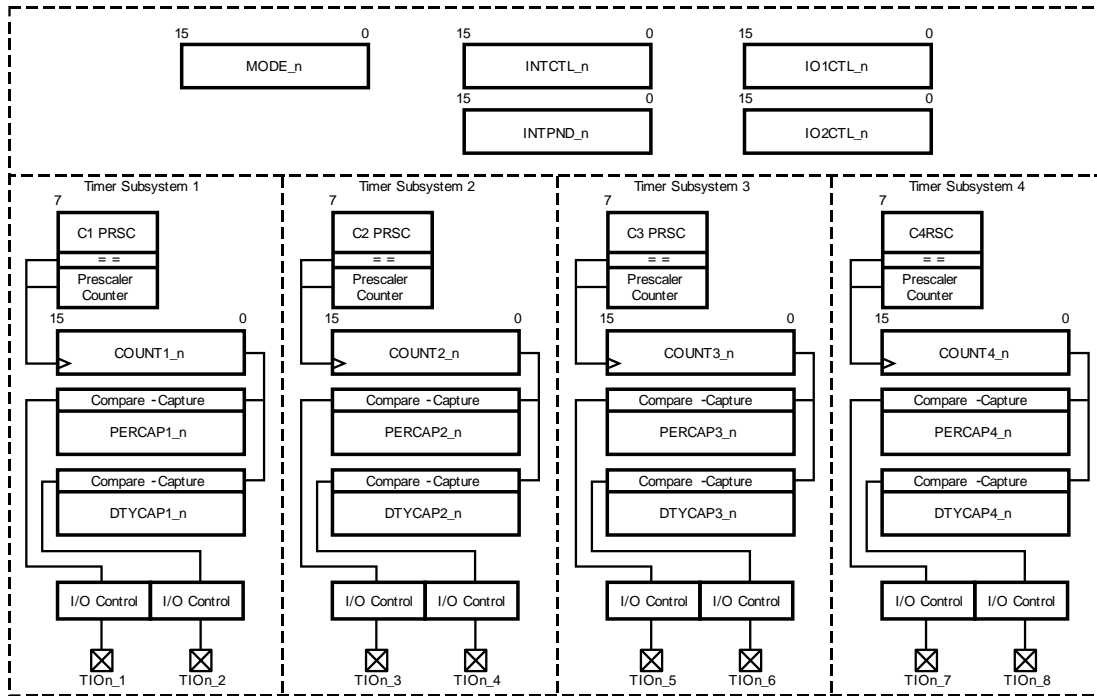 15 0 15 0 15 0
MODE_n INTCTL_n IO1CTL_n
15 0 15 0
INTPND_n IO2CTL_n
Timer Subsystem 1 Timer Subsystem 2 Timer Subsystem 3 Timer Subsystem 4
7 7 7 7
C1 PRSC C2 PRSC C3 PRSC C4RSC
= = = = = = = =
Prescaler Prescaler Prescaler Prescaler
Counter Counter Counter Counter
15 0 15 0 15 0 15 0
COUNT1_n COUNT2_n COUNT3_n COUNT4_n
Compare - Capture Compare - Capture Compare - Capture Compare - Capture
PERCAP1_n PERCAP2_n PERCAP3_n PERCAP4_n
Compare - Capture Compare - Capture Compare - Capture Compare - Capture
DTYCAP1_n DTYCAP2_n DTYCAP3_n DTYCAP4_n
I/O Control I/O Control I/O Control I/O Control I/O Control I/O Control I/O Control I/O Control
TIOn_1 TIOn_2 TIOn_3 TIOn_4 TIOn_5 TIOn_6 TIOn_7 TIOn_8